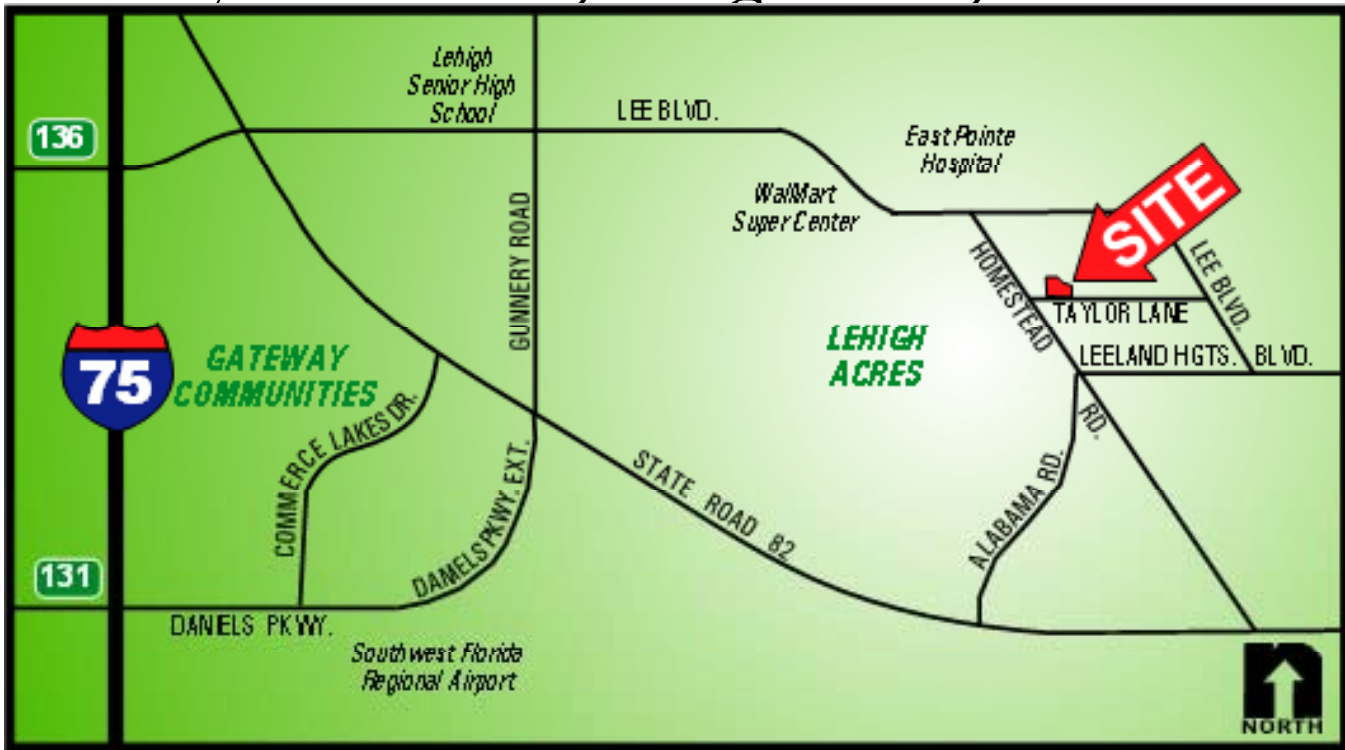 Lehigh
Senior High
School
136
LEE BLVD.
East Pointe
Hospital
WalMart
Super Center
SITE
GUNNERY ROAD
HOMESTEAD
LEE BLVD.
TAYLOR LANE
LEHIGH
ACRES
GATEWAY
COMMUNITIES
75
LEELAND HGTS. BLVD.
COMMERCE LAKES DR.
RD.
DANIELS PKWY. EXT.
STATE ROAD 82
ALABAMA RD.
131
DANIELS PKWY.
Southwest Florida
Regional Airport
n
NORTH